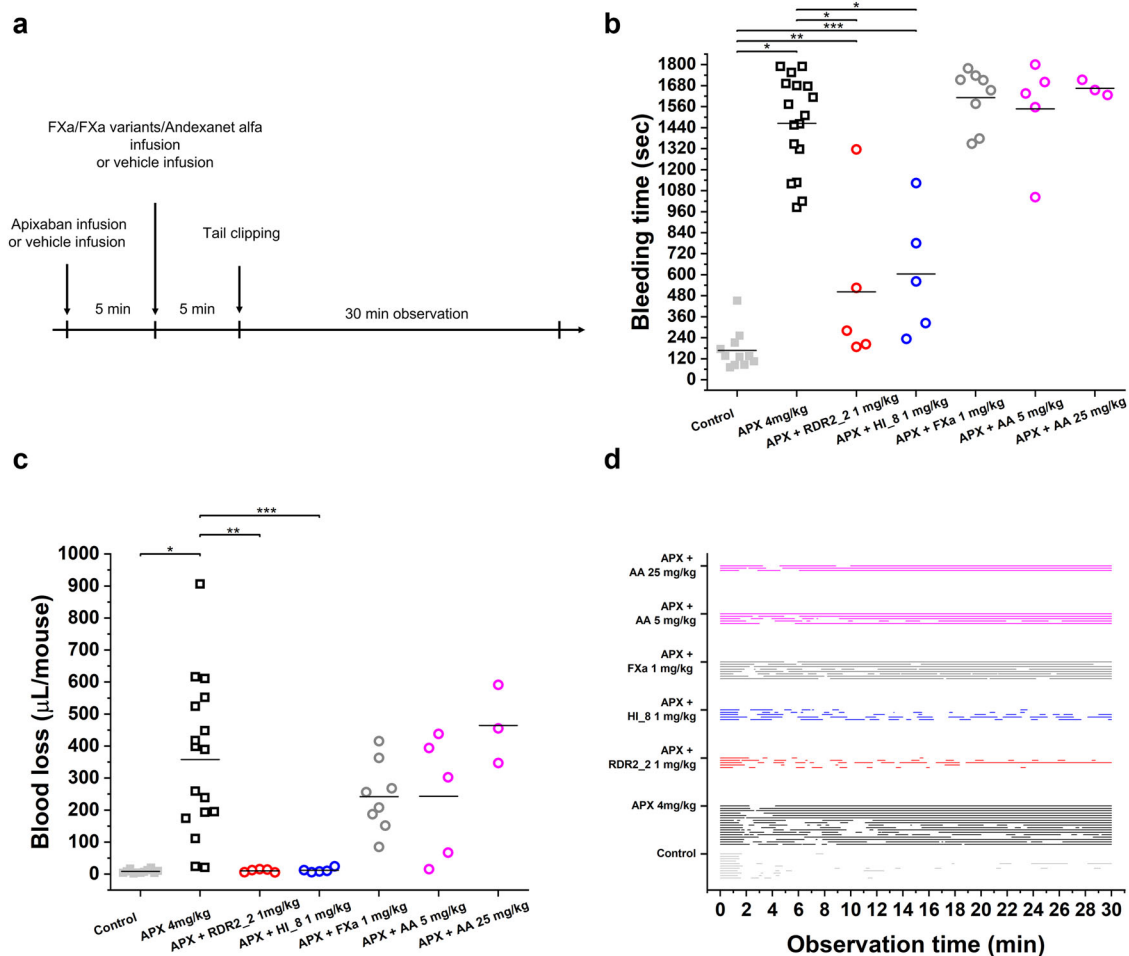 a
FXa/FXa variants/Andexanet alfa
infusion
or vehicle infusion
Apixaban infusion
or vehicle infusion
Tail clipping
5 min
5 min
30 min observation
b
*
*
***
**
*
Bleeding time (sec)
1800
1680
1560
1440
1320
1200
1080
960
840
720
600
480
360
240
120
0
Control
APX 4mg/kg
APX + RDR2_2 1 mg/kg
APX + HI_8 1 mg/kg
APX + FXa 1 mg/kg
APX + AA 5 mg/kg
APX + AA 25 mg/kg
c
***
**
*
Blood loss (μL/mouse)
1000
900
800
700
600
500
400
300
200
100
0
Control
APX 4mg/kg
APX + RDR2_2 1mg/kg
APX + HI_8 1 mg/kg
APX + FXa 1 mg/kg
APX + AA 5 mg/kg
APX + AA 25 mg/kg
d
APX +
AA 25 mg/kg
APX +
AA 5 mg/kg
APX +
FXa 1 mg/kg
APX +
HI_8 1 mg/kg
APX +
RDR2_2 1 mg/kg
APX 4mg/kg
Control
0 2 4 6 8 10 12 14 16 18 20 22 24 26 28 30
Observation time (min)